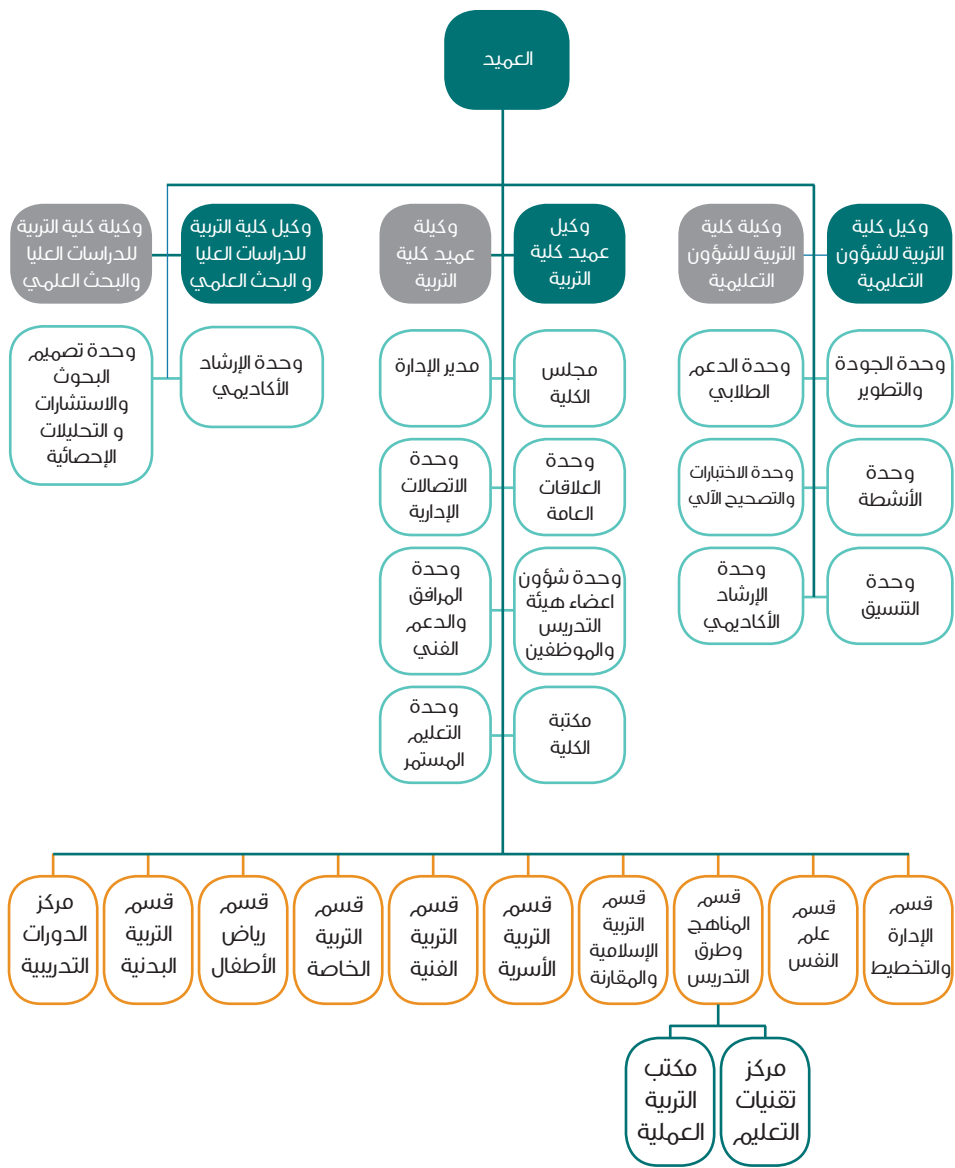 العميد
وكيل كلية
التربية للشؤون
التعليمية
وكيلة كلية
التربية للشؤون
التعليمية
وكيل
عميد كلية
التربية
وكيلة
عميد كلية
التربية
وكيل كلية التربية
للدراسات العليا
و البحث العلمي
وكيلة كلية التربية
للدراسات العليا
والبحث العلمي
وحدة الجودة
والتطوير
وحدة الدعم
الطلابي
مجلس
الكلية
مدير الإدارة
وحدة الإرشاد
الأكاديمي
وحدة تصميم
البحوث
والاستشارات
و التحليلات
الإحصائية
وحدة
الأنشطة
وحدة الاختبارات
والتصحيح الآلي
وحدة
العلاقات
العامة
وحدة
الاتصالات
الإدارية
وحدة
التنسيق
وحدة
الإرشاد
الأكاديمي
وحدة شؤون
اعضاء هيئة
التدريس
والموظفين
وحدة
المرافق
والدعم
الفني
مكتبة
الكلية
وحدة
التعليم
المستمر
قسم
الإدارة
والتخطيط
قسم
علم
النفس
قسم
المناهج
وطرق
التدريس
قسم
التربية
الإسلامية
والمقارنة
قسم
التربية
الأسرية
قسم
التربية
الفنية
قسم
التربية
الخاصة
قسم
رياض
الأطفال
قسم
التربية
البدنية
مركز
الدورات
التدريبية
مركز
تقنيات
التعليم
مكتب
التربية
العملية